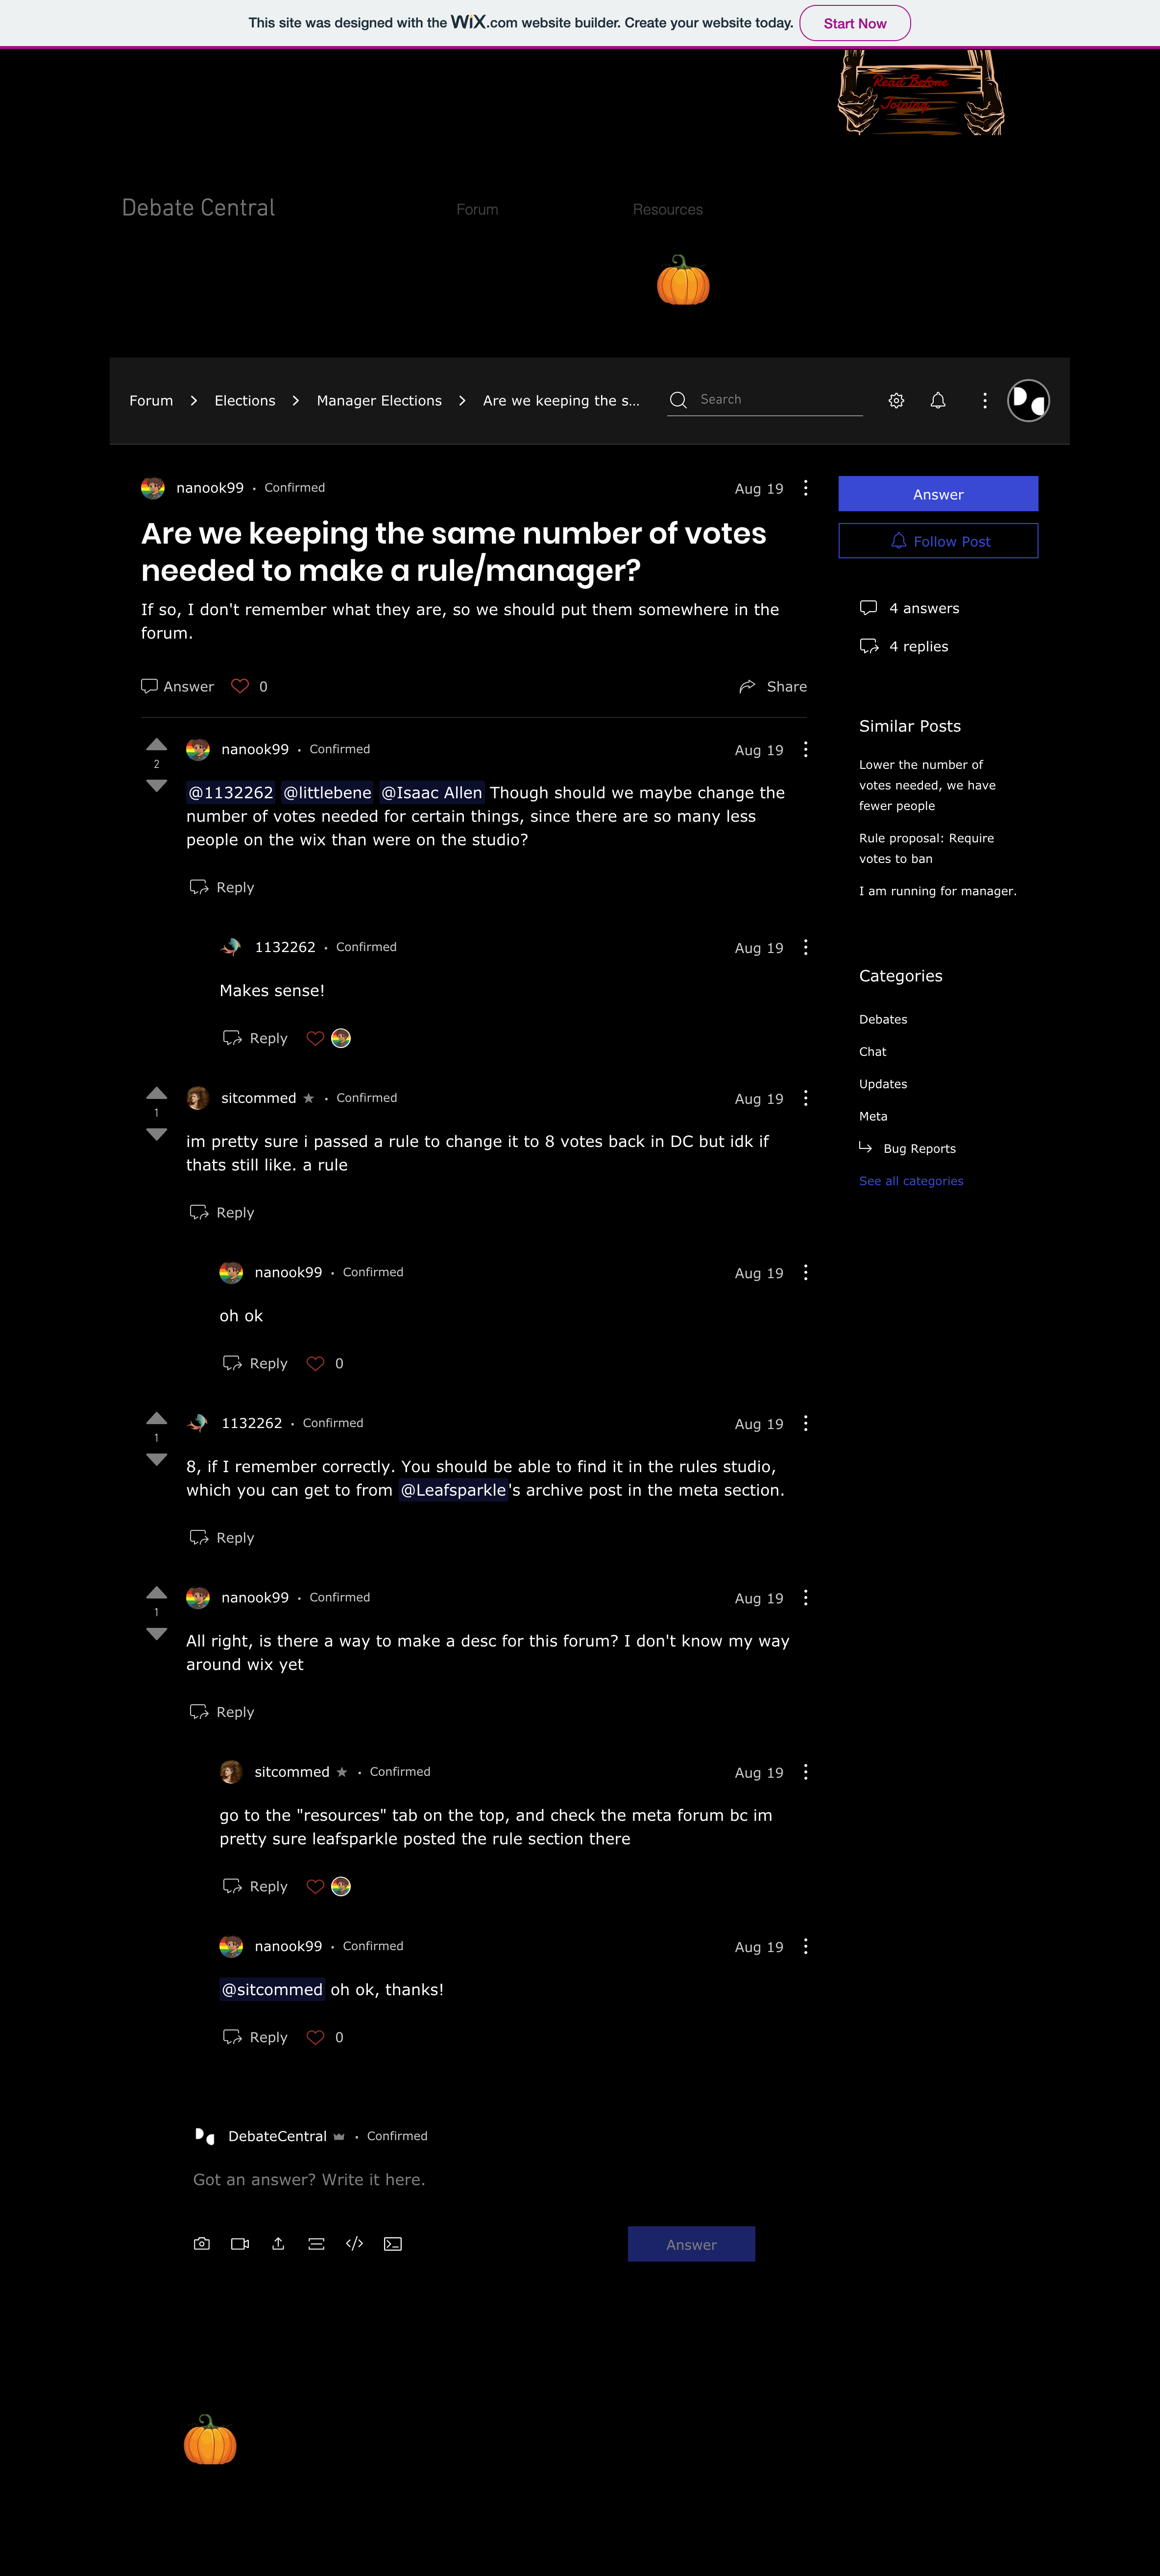 This site was designed with the WiX.com website builder. Create your website today. Start Now
Read Before
Joining
Debate Central Forum Resources
Forum Elections Manager Elections Are we keeping the s... Search
nanook99 · Confirmed Aug 19
Are we keeping the same number of votes
needed to make a rule/manager?
If so, I don't remember what they are, so we should put them somewhere in the
forum.
Answer 0 Share
2
nanook99 · Confirmed Aug 19
@1132262 @littlebene @Isaac Allen Though should we maybe change the
number of votes needed for certain things, since there are so many less
people on the wix than were on the studio?
Reply
1132262 · Confirmed Aug 19
Makes sense!
Reply
1
sitcommed · Confirmed Aug 19
im pretty sure i passed a rule to change it to 8 votes back in DC but idk if
thats still like. a rule
Reply
nanook99 · Confirmed Aug 19
oh ok
Reply 0
1
1132262 · Confirmed Aug 19
8, if I remember correctly. You should be able to find it in the rules studio,
which you can get to from @Leafsparkle's archive post in the meta section.
Reply
1
nanook99 · Confirmed Aug 19
All right, is there a way to make a desc for this forum? I don't know my way
around wix yet
Reply
sitcommed · Confirmed Aug 19
go to the "resources" tab on the top, and check the meta forum bc im
pretty sure leafsparkle posted the rule section there
Reply
nanook99 · Confirmed Aug 19
@sitcommed oh ok, thanks!
Reply 0
DebateCentral · Confirmed
Got an answer? Write it here.
Answer
Answer
Follow Post
4 answers
4 replies
Similar Posts
Lower the number of
votes needed, we have
fewer people
Rule proposal: Require
votes to ban
I am running for manager.
Categories
Debates
Chat
Updates
Meta
Bug Reports
See all categories